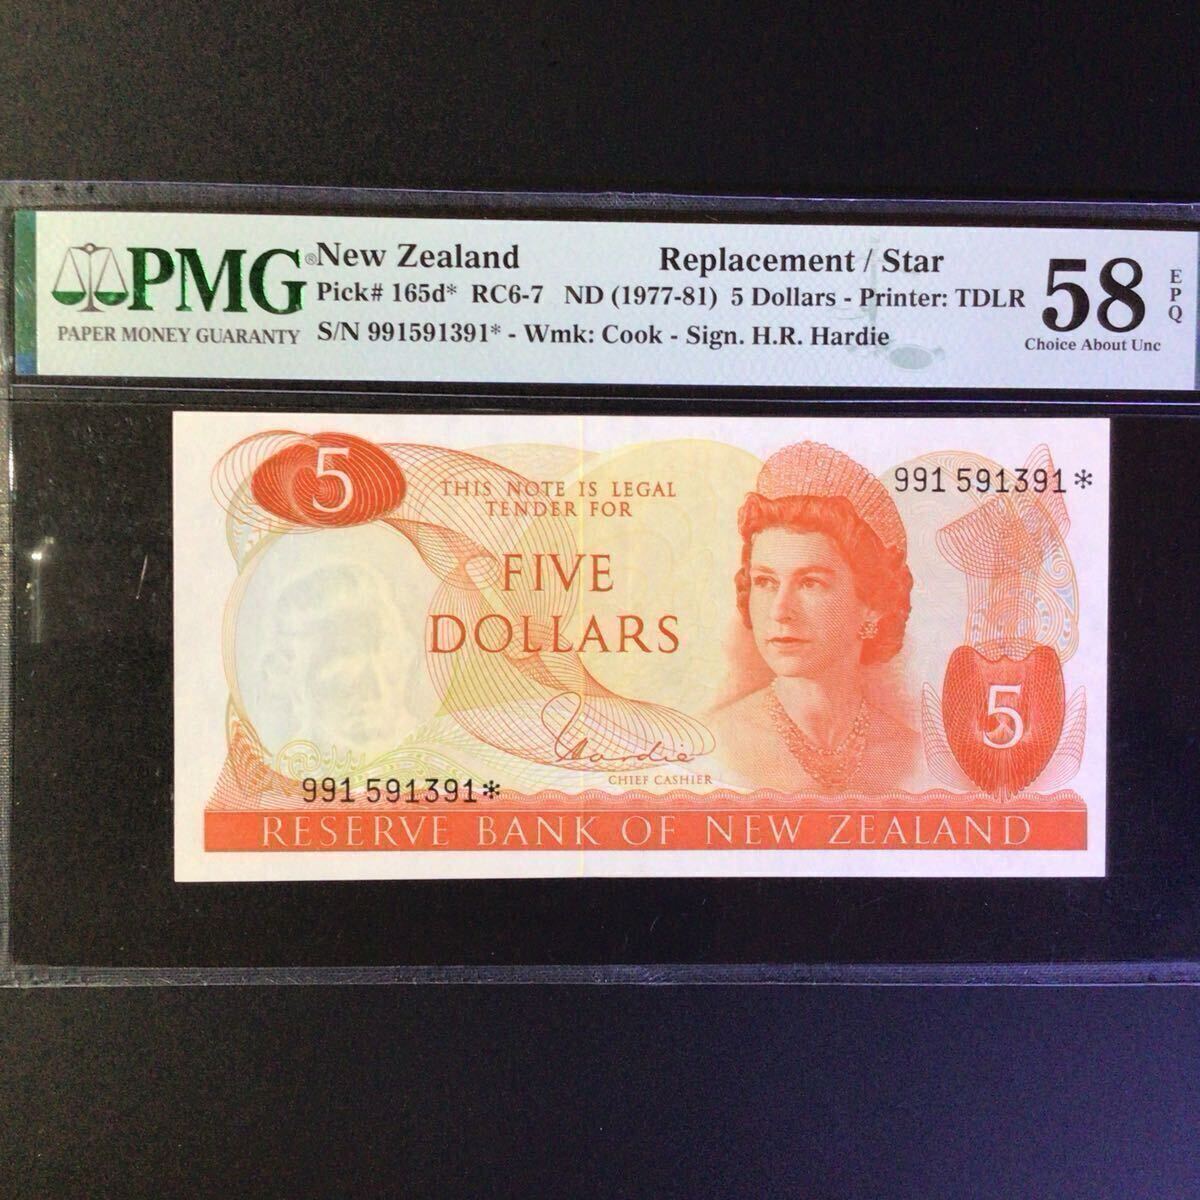 PMG®
PAPER MONEY GUARANTY
New Zealand Replacement / Star
Pick# 165d* RC6-7 ND (1977-81) 5 Dollars - Printer: TDLR
S/N 991591391* - Wmk: Cook - Sign. H.R. Hardie
58
EPQ
Choice About Unc
5
THIS NOTE IS LEGAL
TENDER FOR
991 591391*
FIVE
DOLLARS
5
Hardie
CHIEF CASHIER
991 591391*
RESERVE BANK OF NEW ZEALAND